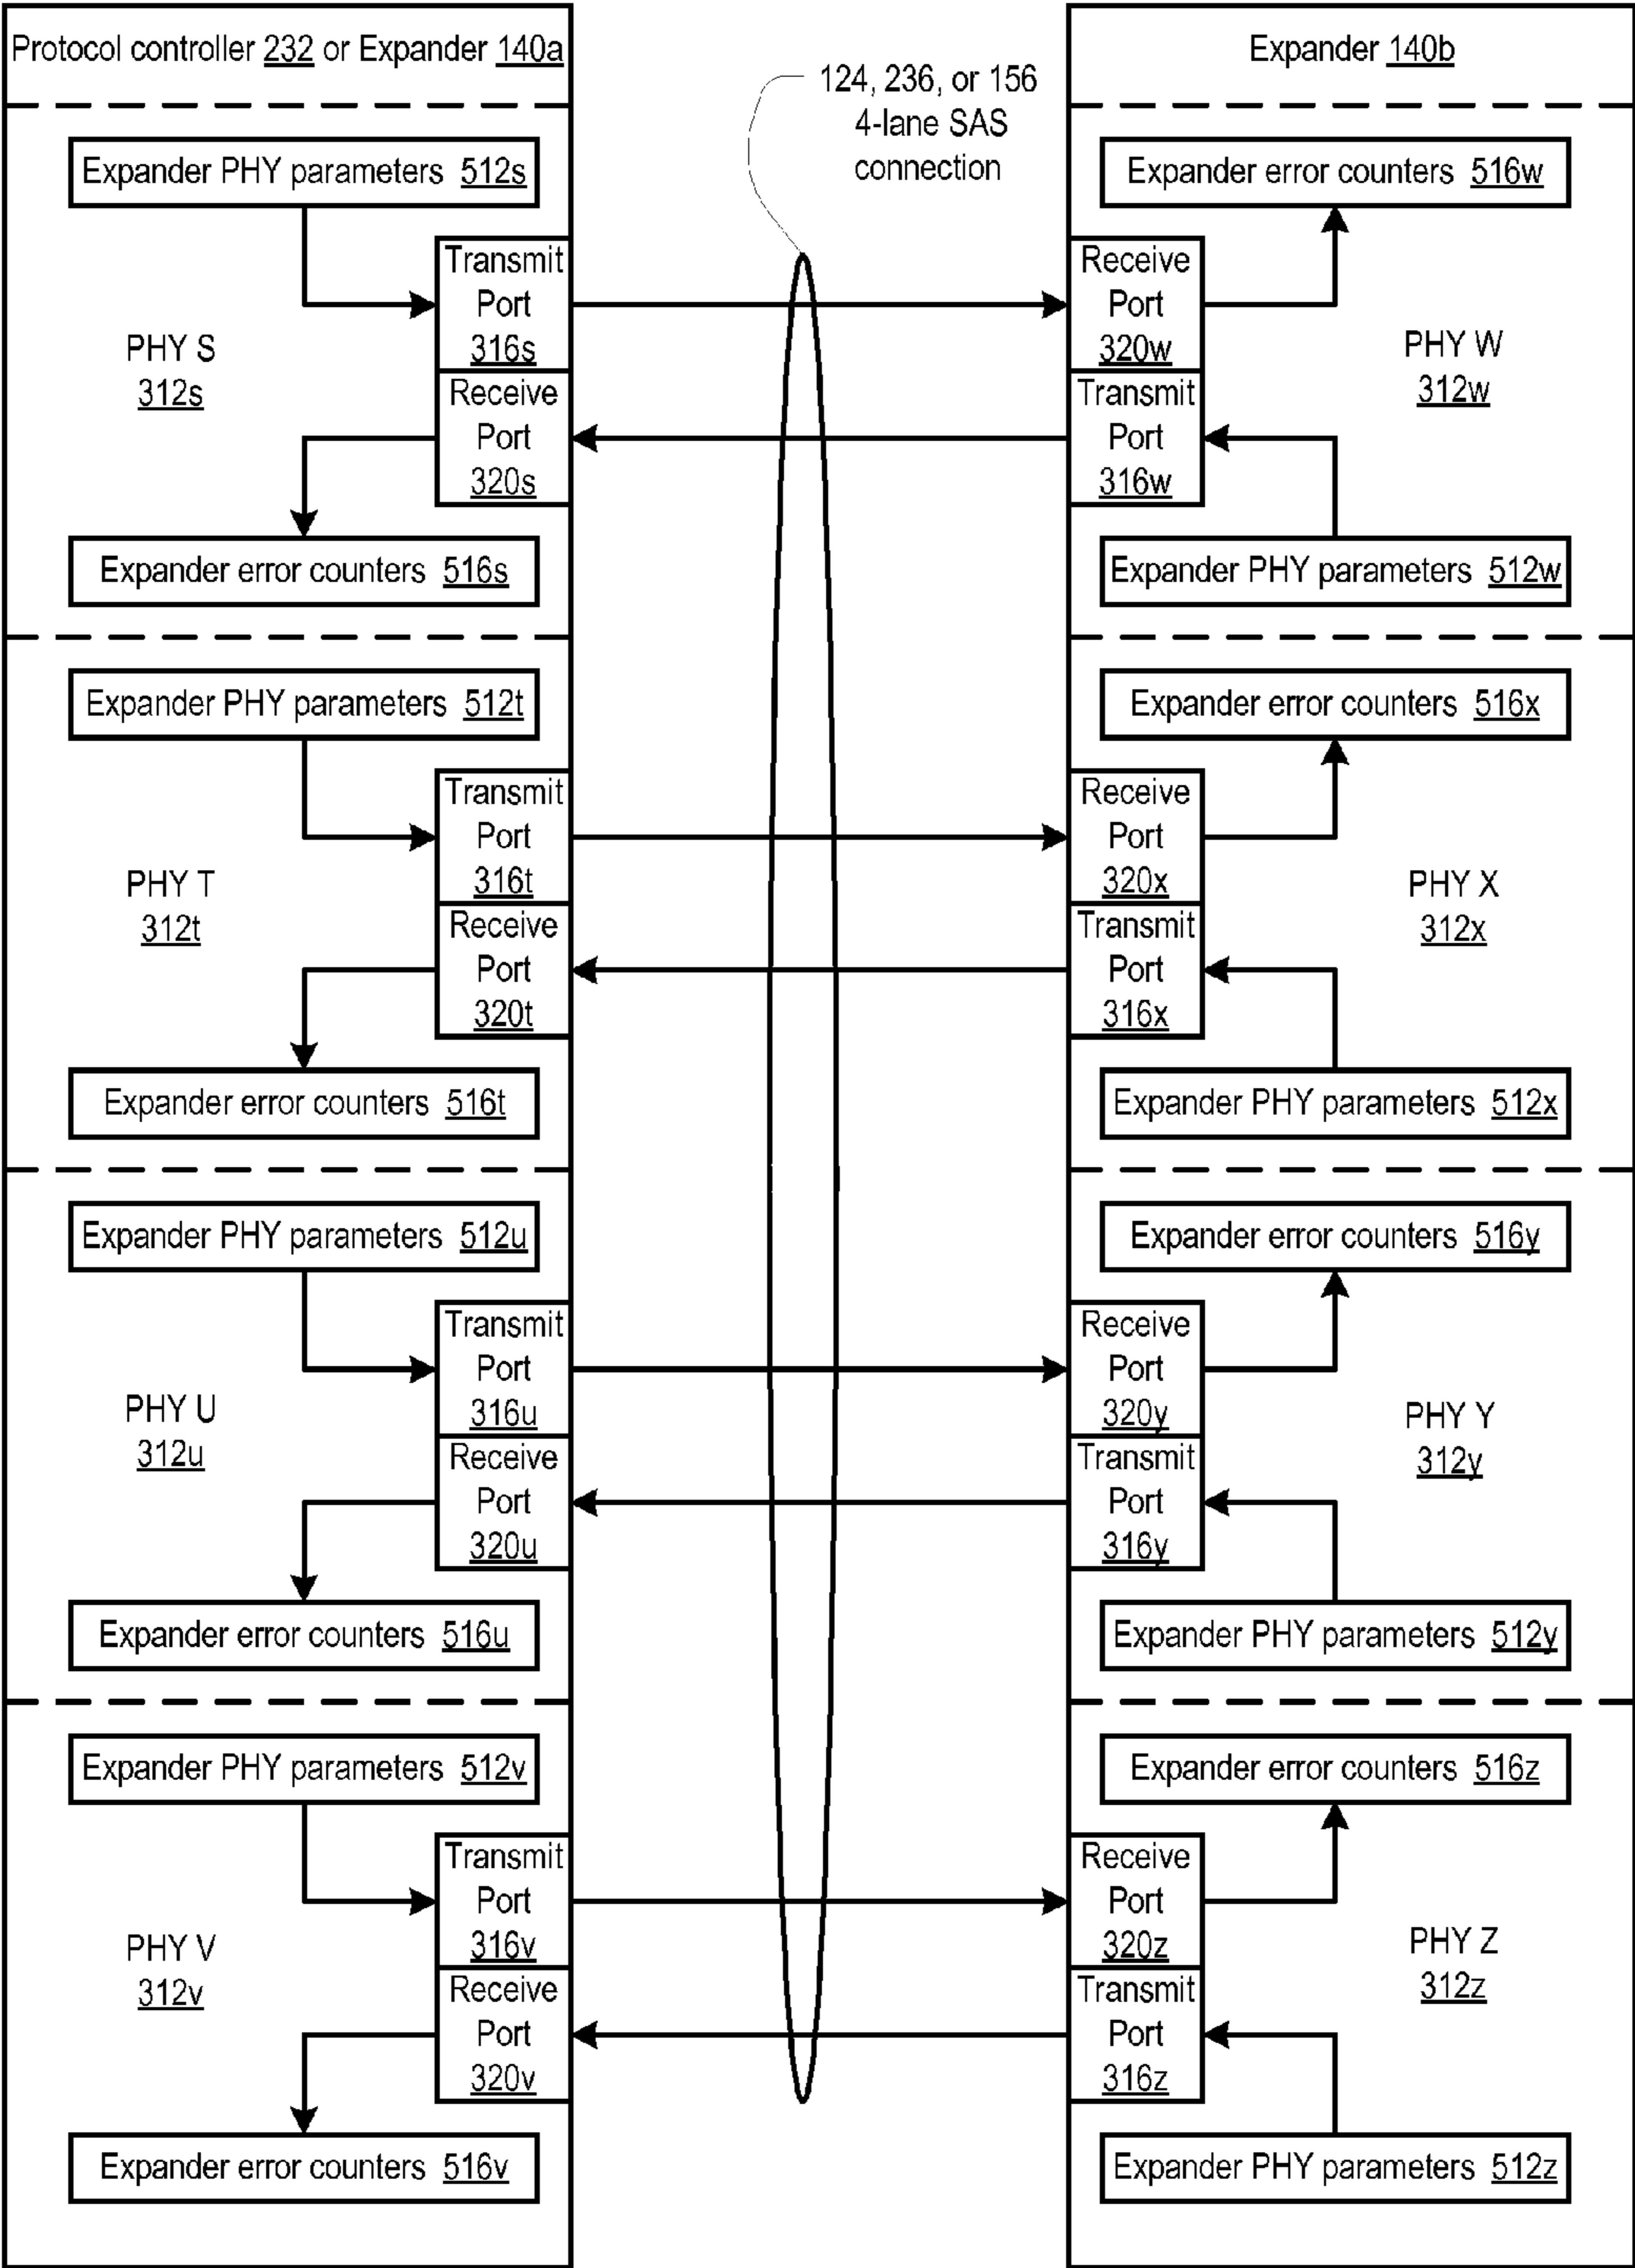 Protocol controller 232 or Expander 140a
Expander 140b
124, 236, or 156
4-lane SAS
connection
Expander PHY parameters 512s
Transmit
Port
316s
PHY S
312s
Receive
Port
320s
Expander error counters 516s
Expander error counters 516w
Receive
Port
320w
PHY W
312w
Transmit
Port
316w
Expander PHY parameters 512w
Expander PHY parameters 512t
Transmit
Port
316t
PHY T
312t
Receive
Port
320t
Expander error counters 516t
Expander error counters 516x
Receive
Port
320x
PHY X
312x
Transmit
Port
316x
Expander PHY parameters 512x
Expander PHY parameters 512u
Transmit
Port
316u
PHY U
312u
Receive
Port
320u
Expander error counters 516u
Expander error counters 516y
Receive
Port
320y
PHY Y
312y
Transmit
Port
316y
Expander PHY parameters 512y
Expander PHY parameters 512v
Transmit
Port
316v
PHY V
312v
Receive
Port
320v
Expander error counters 516v
Expander error counters 516z
Receive
Port
320z
PHY Z
312z
Transmit
Port
316z
Expander PHY parameters 512z